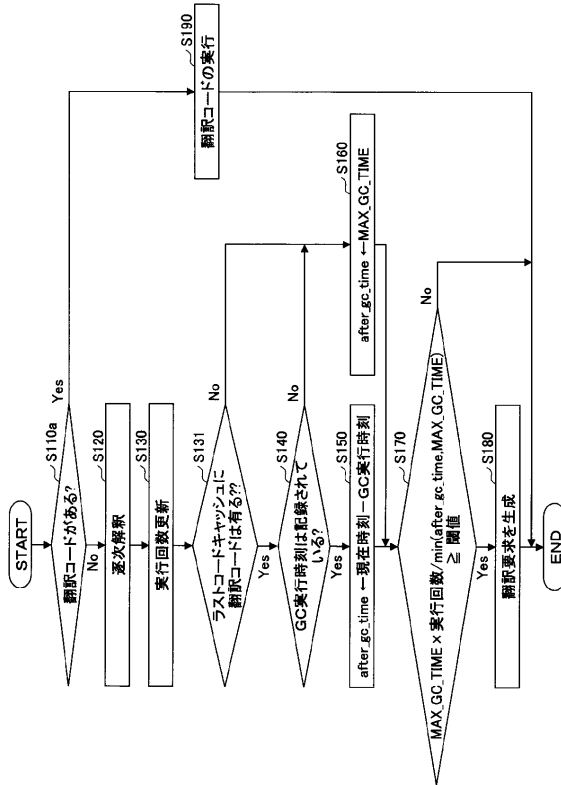 START
S110a
翻訳コードがある?
Yes
No
S120
逐次解釈
S130
実行回数更新
S131
ラストコードキャッシュに
翻訳コードは有る??
No
Yes
S140
GC実行時刻は記録されて
いる?
No
Yes
S150
after_gc_time ←現在時刻－GC実行時刻
S160
after_gc_time ←MAX_GC_TIME
S170
MAX_GC_TIME × 実行回数/min(after_gc_time,MAX_GC_TIME)
≧ 閾値
No
Yes
S180
翻訳要求を生成
S190
翻訳コードの実行
END